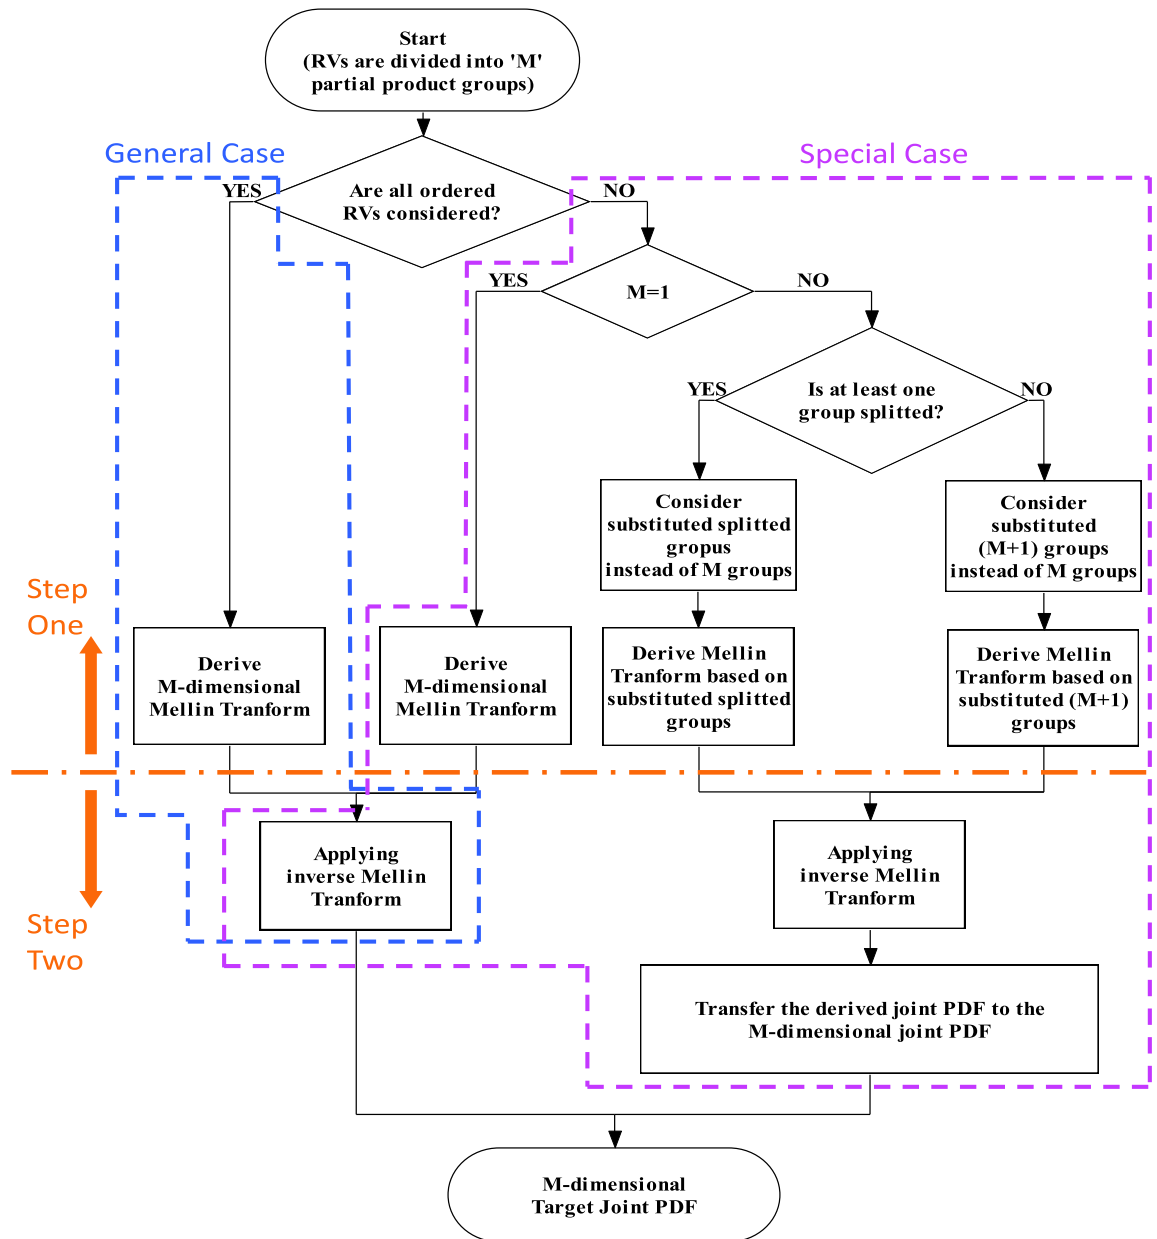 Start
(RVs are divided into 'M'
partial product groups)
General Case
Special Case
YES
Are all ordered
RVs considered?
NO
YES
M=1
NO
YES
Is at least one
group splitted?
NO
Consider
substituted splitted
gropus
instead of M groups
Consider
substituted
(M+1) groups
instead of M groups
Step
One
Derive
M-dimensional
Mellin Tranform
Derive
M-dimensional
Mellin Tranform
Derive Mellin
Tranform based on
substituted splitted
groups
Derive Mellin
Tranform based on
substituted (M+1)
groups
Step
Two
Applying
inverse Mellin
Tranform
Applying
inverse Mellin
Tranform
Transfer the derived joint PDF to the
M-dimensional joint PDF
M-dimensional
Target Joint PDF